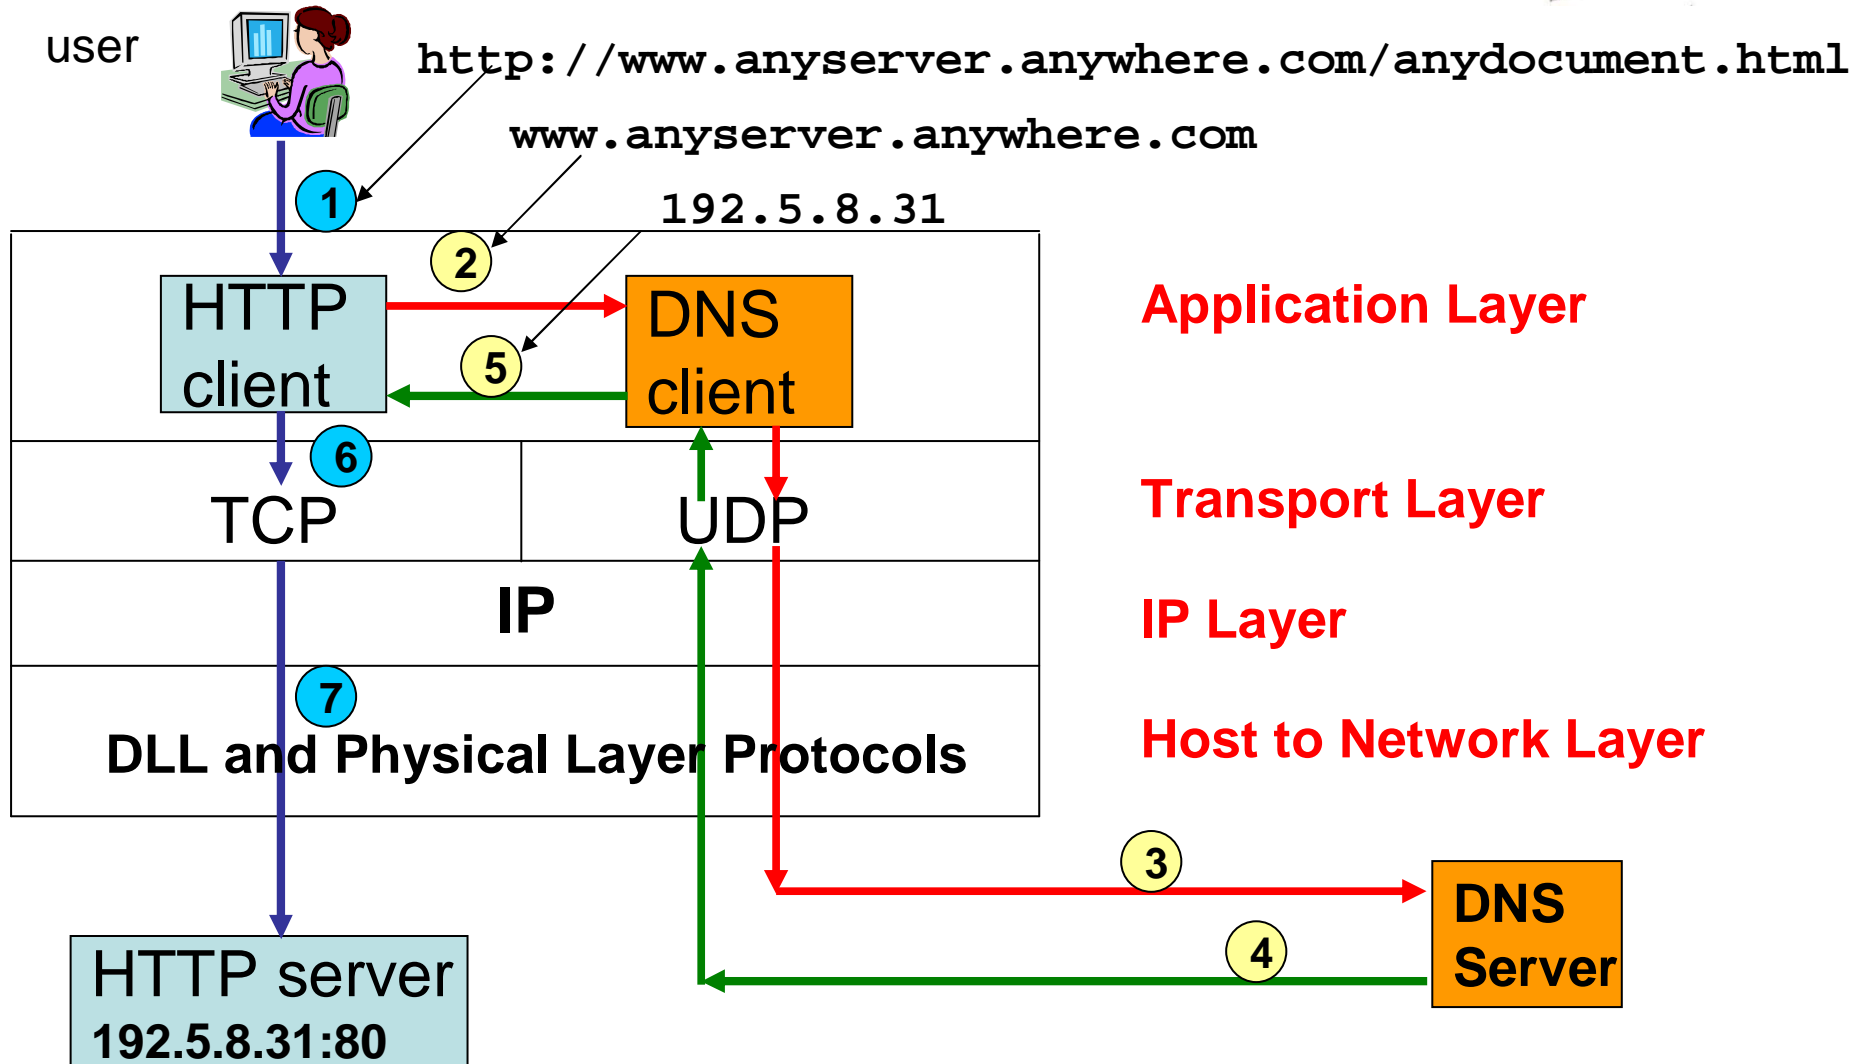 user
http://www.anyserver.anywhere.com/anydocument.html
www.anyserver.anywhere.com
1
192.5.8.31
2
HTTP
client
DNS
client
Application Layer
5
6
TCP
UDP
Transport Layer
IP
IP Layer
7
DLL and Physical Layer Protocols
Host to Network Layer
3
DNS
Server
4
HTTP server
192.5.8.31:80